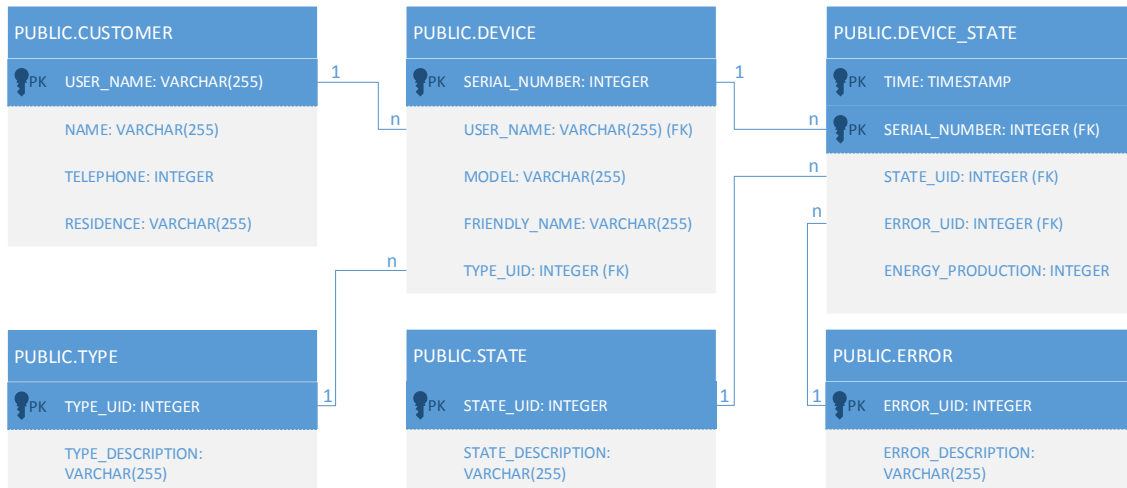 PUBLIC.CUSTOMER
PK USER_NAME: VARCHAR(255)
NAME: VARCHAR(255)
TELEPHONE: INTEGER
RESIDENCE: VARCHAR(255)
1
n
PUBLIC.DEVICE
PK SERIAL_NUMBER: INTEGER
USER_NAME: VARCHAR(255) (FK)
MODEL: VARCHAR(255)
FRIENDLY_NAME: VARCHAR(255)
TYPE_UID: INTEGER (FK)
n
1
n
PUBLIC.DEVICE_STATE
PK TIME: TIMESTAMP
PK SERIAL_NUMBER: INTEGER (FK)
STATE_UID: INTEGER (FK)
ERROR_UID: INTEGER (FK)
ENERGY_PRODUCTION: INTEGER
n
n
PUBLIC.TYPE
PK TYPE_UID: INTEGER
TYPE_DESCRIPTION:
VARCHAR(255)
1
PUBLIC.STATE
PK STATE_UID: INTEGER
STATE_DESCRIPTION:
VARCHAR(255)
1
1
PUBLIC.ERROR
PK ERROR_UID: INTEGER
ERROR_DESCRIPTION:
VARCHAR(255)